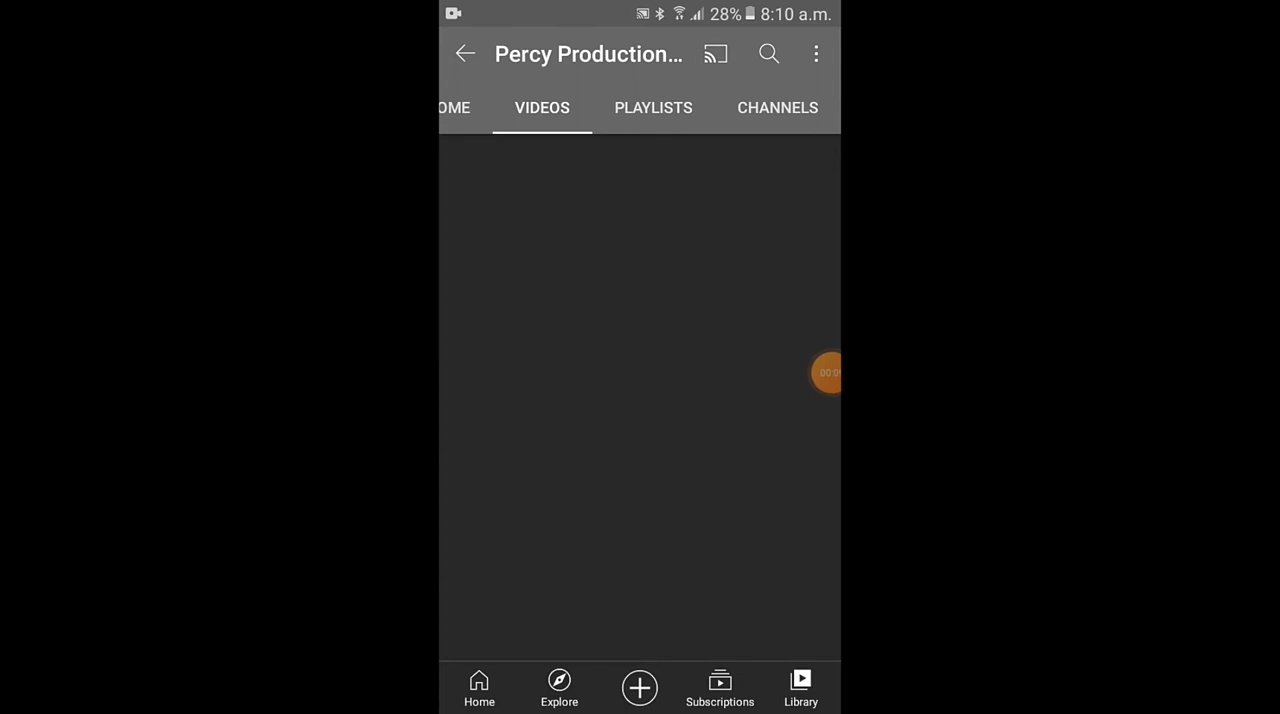 28% 8:10 a.m.
Percy Production...
OME VIDEOS PLAYLISTS CHANNELS
Home Explore Subscriptions Library